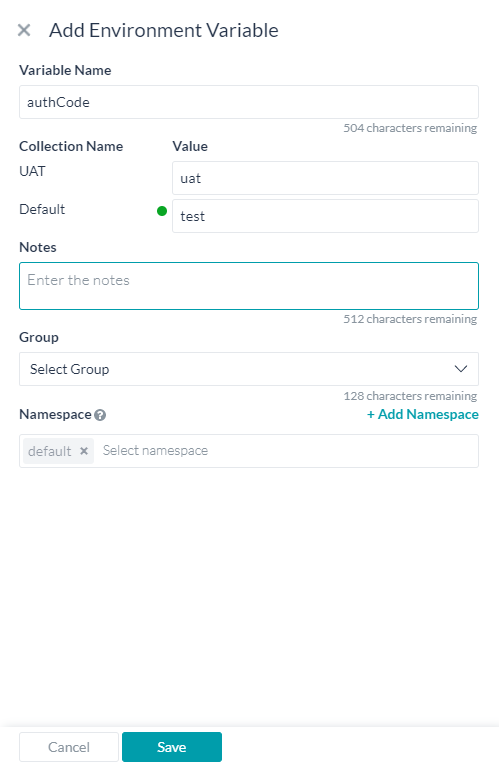 Add Environment Variable
Variable Name
authCode
504 characters remaining
Collection Name Value
UAT uat
Default test
Notes
Enter the notes
512 characters remaining
Group
Select Group
128 characters remaining
Namespace + Add Namespace
default × Select namespace
Cancel Save